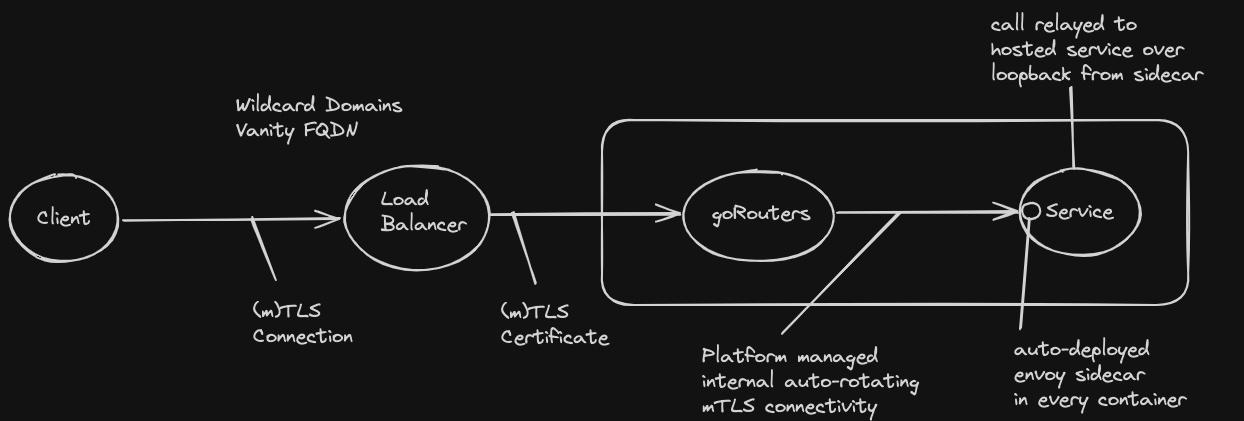 call relayed to
hosted service over
loopback from sidecar
Wildcard Domains
Vanity FQDN
Client
Load
Balancer
goRouters
Service
(m)TLS
Connection
(m)TLS
Certificate
Platform managed
internal auto-rotating
mTLS connectivity
auto-deployed
envoy sidecar
in every container